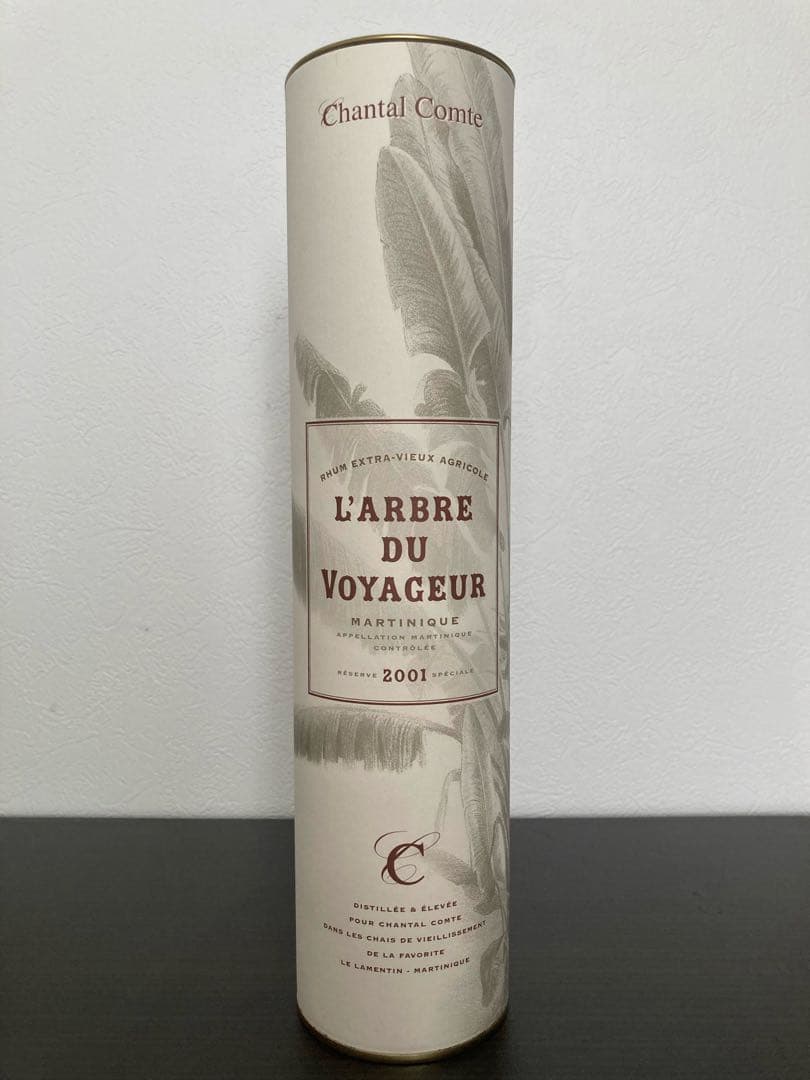 Chantal Comte
RHUM EXTRA-VIEUX AGRICOLE
L'ARBRE
DU
VOYAGEUR
MARTINIQUE
APPELLATION MARTINIQUE
CONTRÔLÉE
RÉSERVE 2001 SPÉCIALE
C
DISTILLÉE & ÉLEVÉE
POUR CHANTAL COMTE
DANS LES CHAIS DE VIEILLISSEMENT
DE LA FAVORITE
LE LAMENTIN - MARTINIQUE